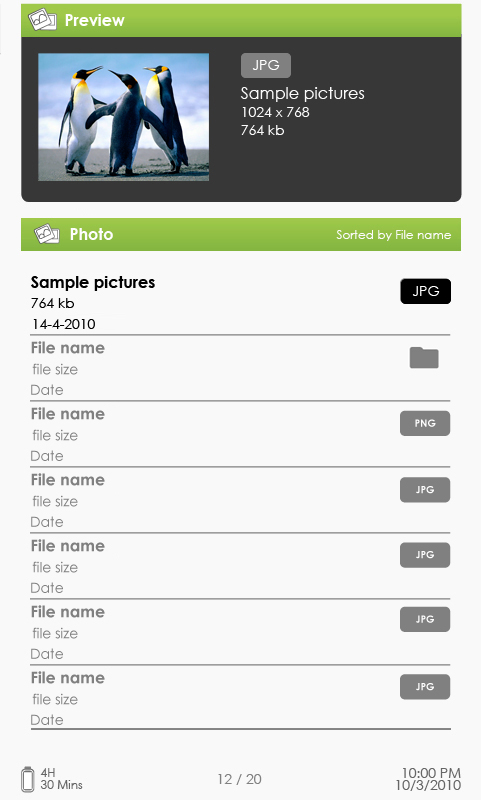 Preview
JPG
Sample pictures
1024 x 768
764 kb
Photo
Sorted by File name
Sample pictures
JPG
764 kb
14-4-2010
File name
file size
Date
File name
PNG
file size
Date
File name
JPG
file size
Date
File name
JPG
file size
Date
File name
JPG
file size
Date
File name
JPG
file size
Date
4H
30 Mins
12 / 20
10:00 PM
10/3/2010